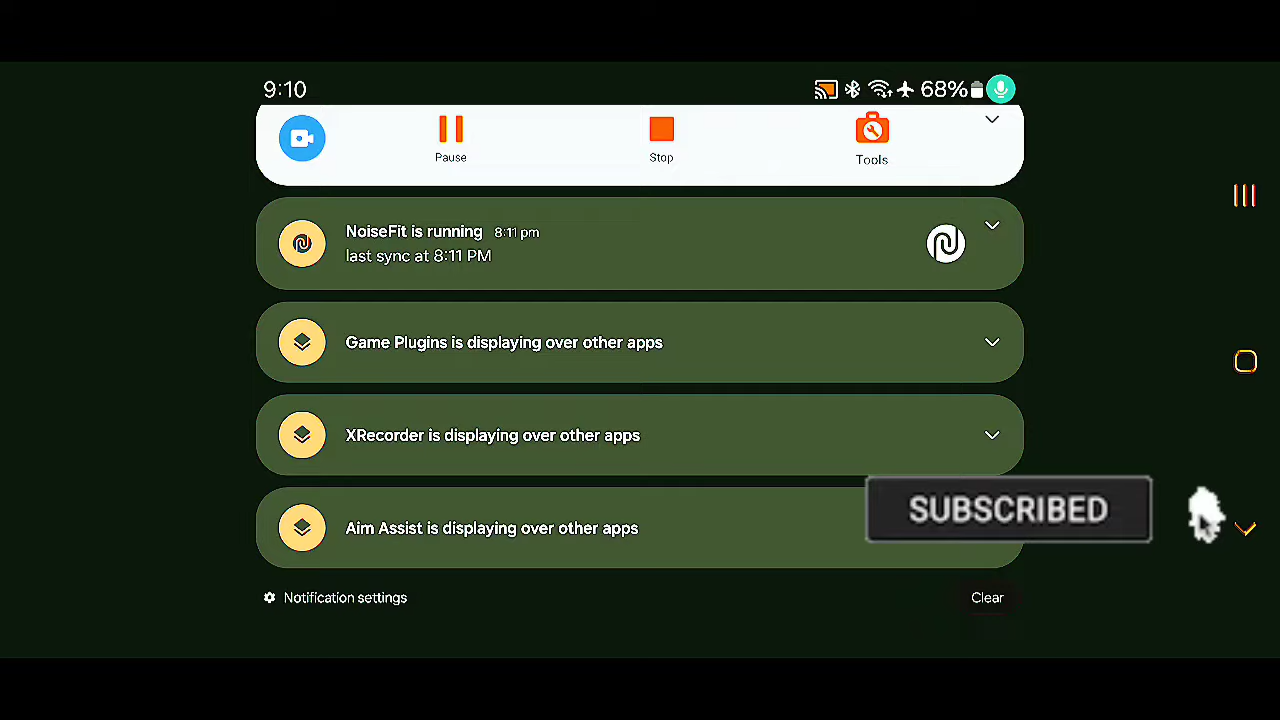 9:10
68%
Pause
Stop
Tools
NoiseFit is running 8:11 pm
last sync at 8:11 PM
Game Plugins is displaying over other apps
XRecorder is displaying over other apps
SUBSCRIBED
Aim Assist is displaying over other apps
Notification settings
Clear